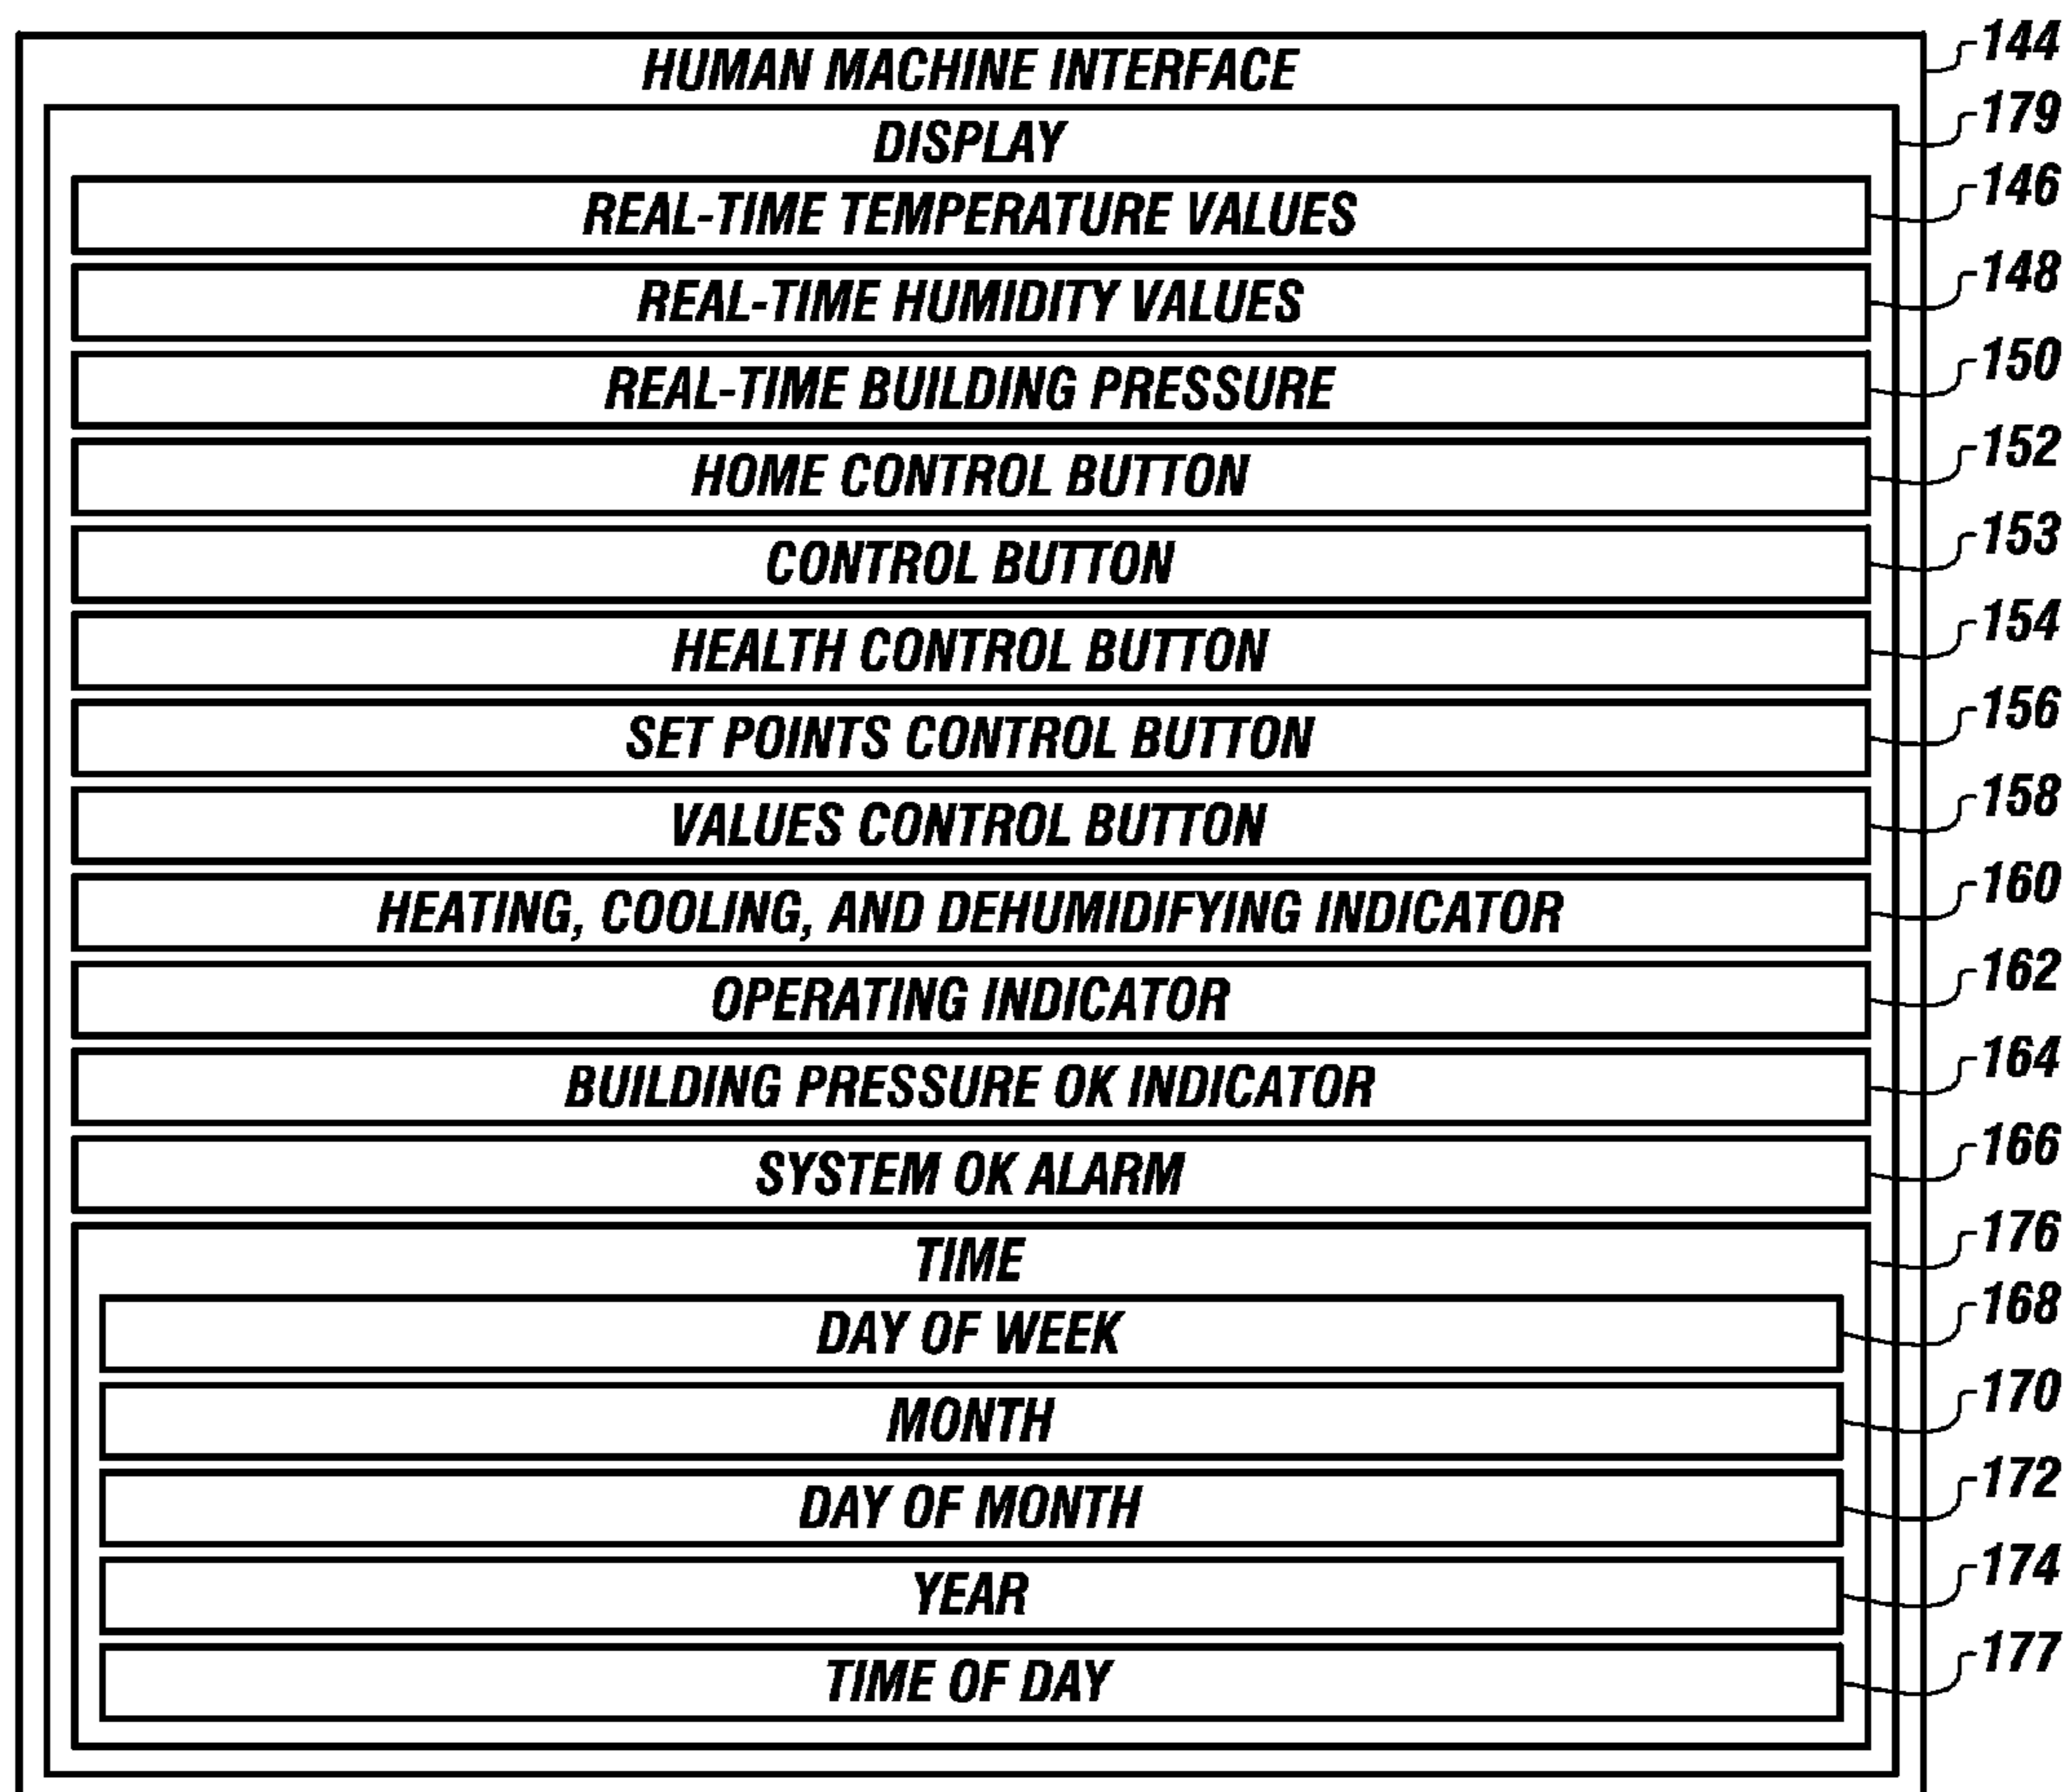 HUMAN MACHINE INTERFACE 144
DISPLAY 179
REAL-TIME TEMPERATURE VALUES 146
REAL-TIME HUMIDITY VALUES 148
REAL-TIME BUILDING PRESSURE 150
HOME CONTROL BUTTON 152
CONTROL BUTTON 153
HEALTH CONTROL BUTTON 154
SET POINTS CONTROL BUTTON 156
VALUES CONTROL BUTTON 158
HEATING, COOLING, AND DEHUMIDIFYING INDICATOR 160
OPERATING INDICATOR 162
BUILDING PRESSURE OK INDICATOR 164
SYSTEM OK ALARM 166
TIME 176
DAY OF WEEK 168
MONTH 170
DAY OF MONTH 172
YEAR 174
TIME OF DAY 177